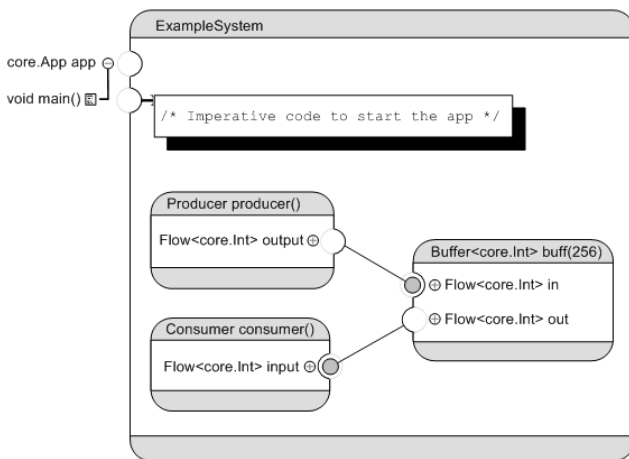 ExampleSystem
core.App app
void main()
/* Imperative code to start the app */
Producer producer()
Flow<core.Int> output
Buffer<core.Int> buff(256)
Flow<core.Int> in
Flow<core.Int> out
Consumer consumer()
Flow<core.Int> input